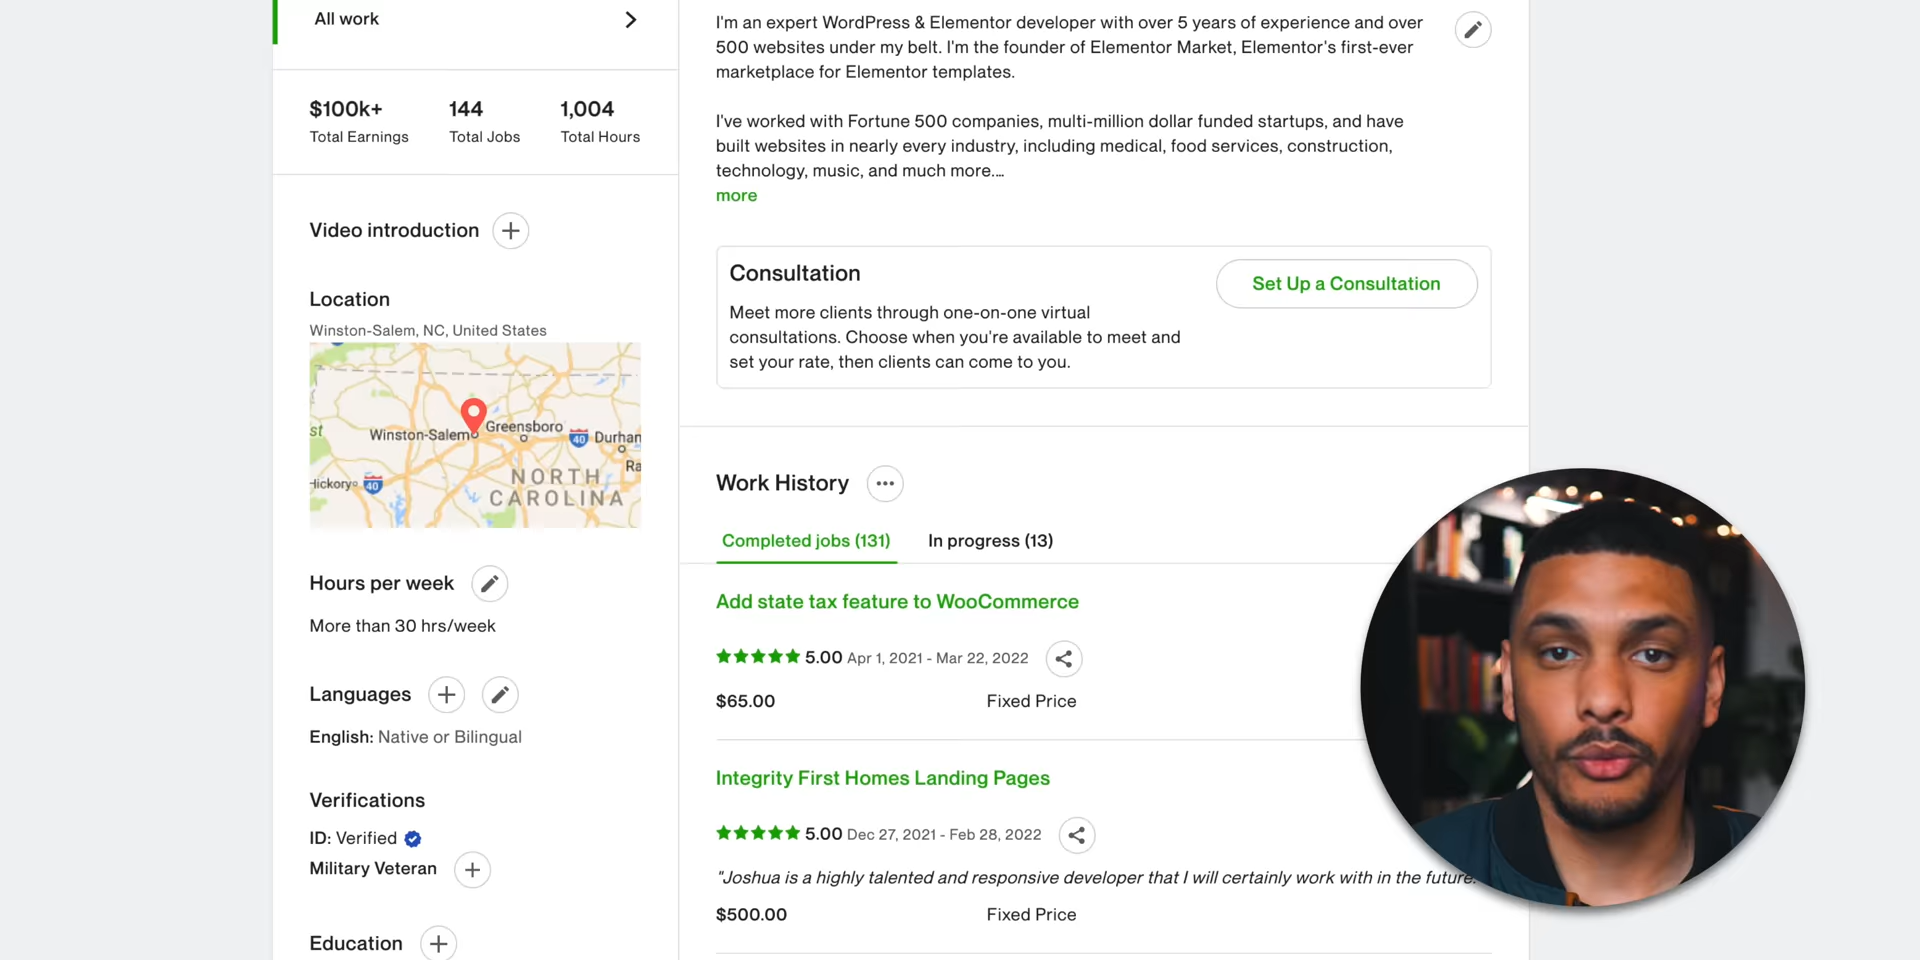 All work
$100k+ 144 1,004
Total Earnings Total Jobs Total Hours
Video introduction
Location
Winston-Salem, NC, United States
st
Winston-Salem
Greensboro
40
Durham
Ra
Hickory
40
NORTH
CAROLINA
Hours per week
More than 30 hrs/week
Languages
English: Native or Bilingual
Verifications
ID: Verified
Military Veteran
Education
I'm an expert WordPress & Elementor developer with over 5 years of experience and over
500 websites under my belt. I'm the founder of Elementor Market, Elementor's first-ever
marketplace for Elementor templates.
I've worked with Fortune 500 companies, multi-million dollar funded startups, and have
built websites in nearly every industry, including medical, food services, construction,
technology, music, and much more....
more
Consultation
Set Up a Consultation
Meet more clients through one-on-one virtual
consultations. Choose when you're available to meet and
set your rate, then clients can come to you.
Work History
Completed jobs (131) In progress (13)
Add state tax feature to WooCommerce
5.00 Apr 1, 2021 - Mar 22, 2022
$65.00 Fixed Price
Integrity First Homes Landing Pages
5.00 Dec 27, 2021 - Feb 28, 2022
"Joshua is a highly talented and responsive developer that I will certainly work with in the future.
$500.00 Fixed Price